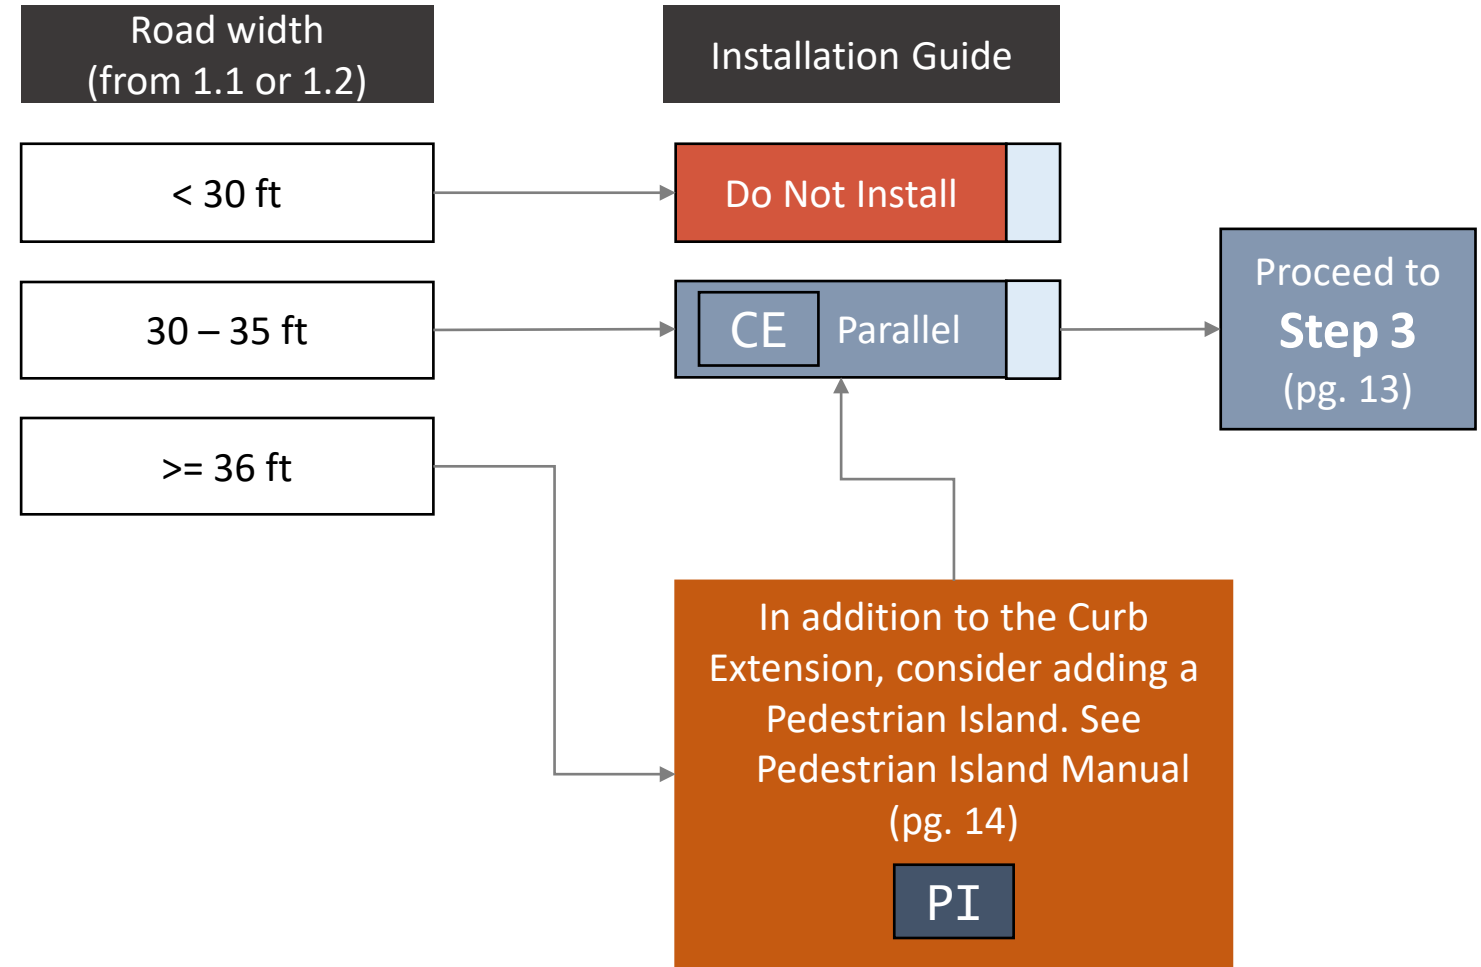 Road width
(from 1.1 or 1.2)
Installation Guide
< 30 ft
Do Not Install
30 – 35 ft
CE
Parallel
Proceed to
Step 3
(pg. 13)
>= 36 ft
In addition to the Curb
Extension, consider adding a
Pedestrian Island. See
Pedestrian Island Manual
(pg. 14)
PI